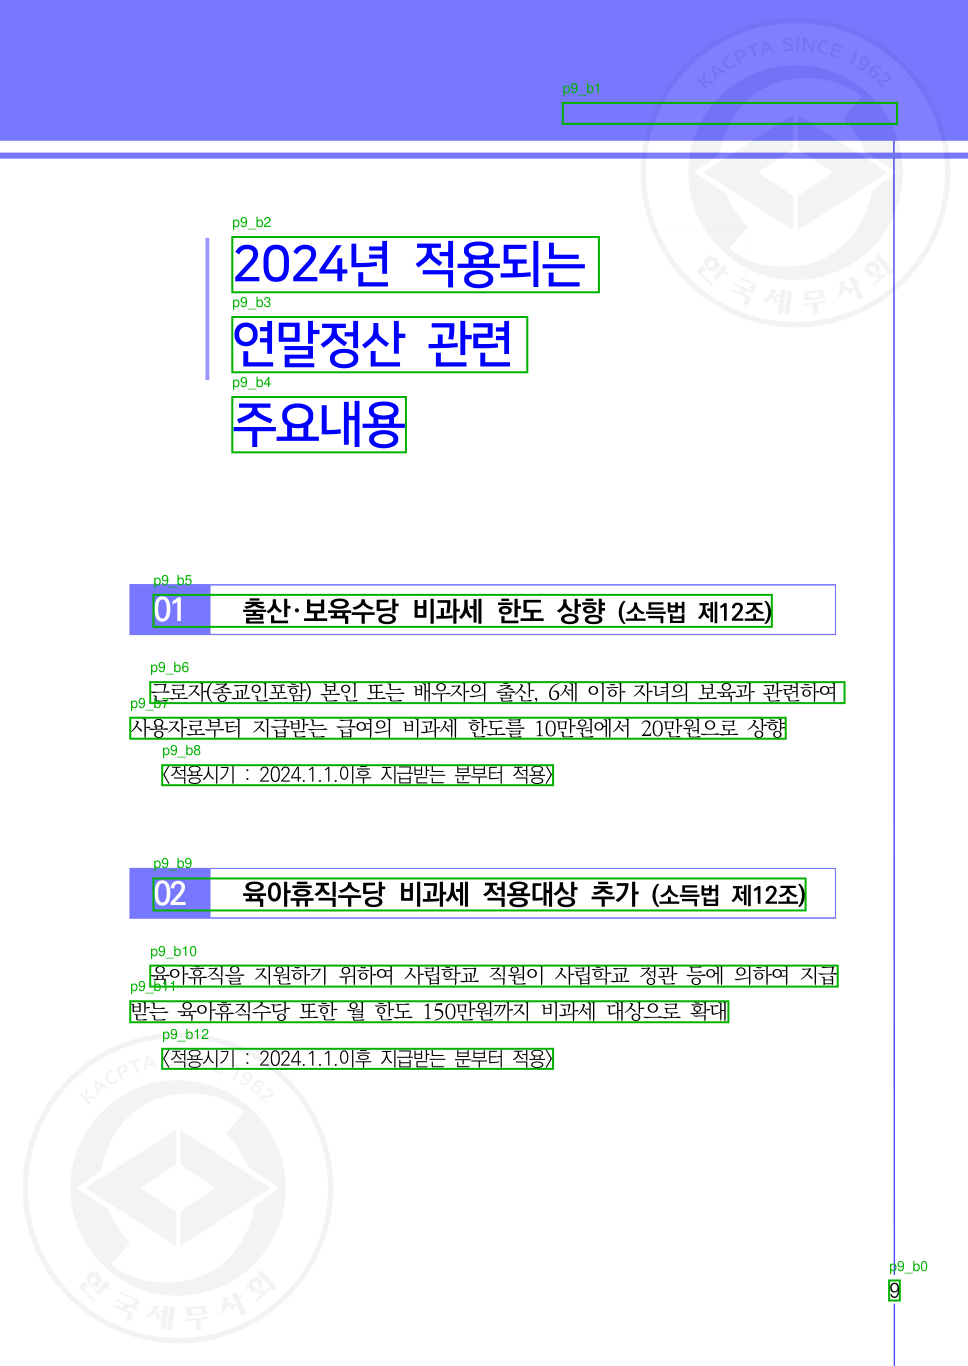 KACPTA SINCE 1962
한국세무사회
p9_b1
p9_b2
2024년 적용되는
p9_b3
연말정산 관련
p9_b4
주요내용
p9_b5
01 출산·보육수당 비과세 한도 상향 (소득법 제12조)
p9_b6
근로자(종교인포함) 본인 또는 배우자의 출산, 6세 이하 자녀의 보육과 관련하여
p9_b7
사용자로부터 지급받는 급여의 비과세 한도를 10만원에서 20만원으로 상향
p9_b8
〈적용시기 : 2024.1.1.이후 지급받는 분부터 적용〉
p9_b9
02 육아휴직수당 비과세 적용대상 추가 (소득법 제12조)
p9_b10
육아휴직을 지원하기 위하여 사립학교 직원이 사립학교 정관 등에 의하여 지급
p9_b11
받는 육아휴직수당 또한 월 한도 150만원까지 비과세 대상으로 확대
p9_b12
〈적용시기 : 2024.1.1.이후 지급받는 분부터 적용〉
KACPTA 1962
한국세무사회
p9_b0
9